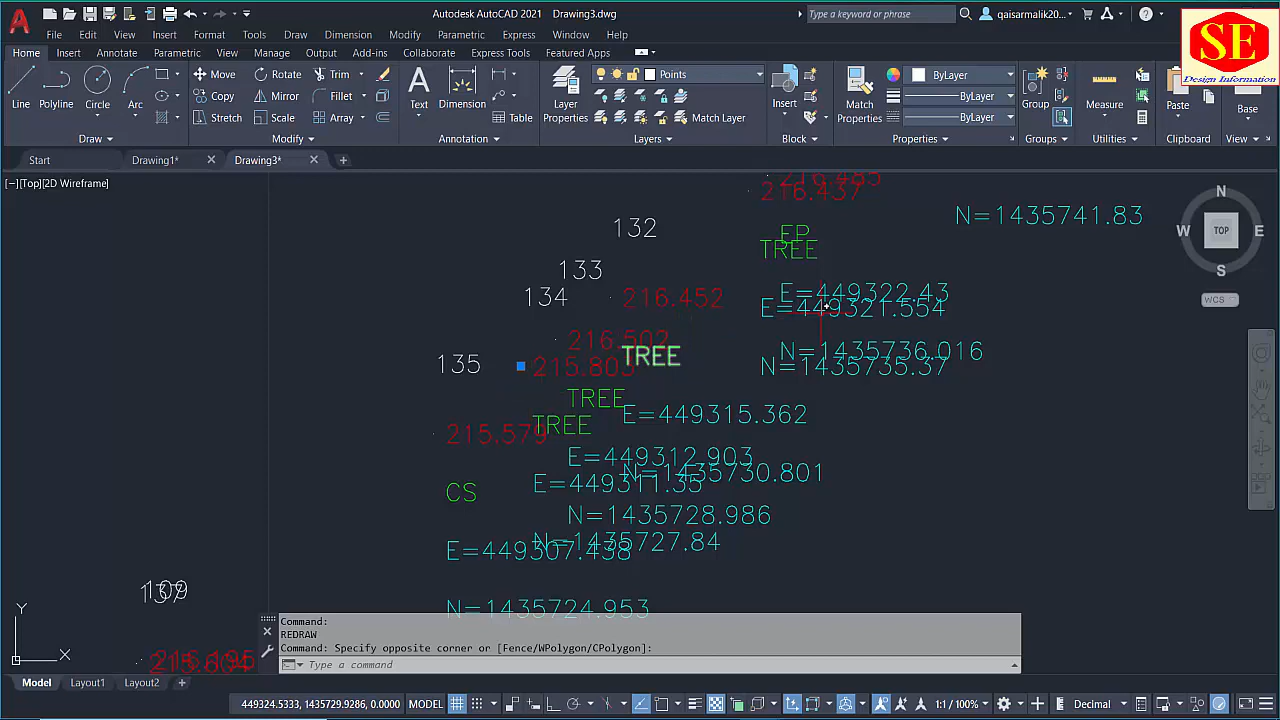 Autodesk AutoCAD 2021 Drawing3.dwg
Type a keyword or phrase
qaisarmalik20...
SE
Design Information
File Edit View Insert Format Tools Draw Dimension Modify Parametric Express Window Help
Home Insert Annotate Parametric View Manage Output Add-ins Collaborate Express Tools Featured Apps
Line Polyline Circle Arc
Draw
Move Rotate Trim
Copy Mirror Fillet
Stretch Scale Array
Modify
Text Dimension Table
Annotation
Layer Properties
Points
Match Layer
Layers
Insert
Block
Match Properties
ByLayer
ByLayer
ByLayer
Properties
Group
Groups
Measure
Utilities
Paste
Clipboard
Base
View
Start Drawing1* Drawing3*
[−][Top][2D Wireframe]
N
W TOP E
S
WCS
216.485
216.437
132
N=1435741.83
EP
TREE
133
134
216.452
E=449322.43
E=449321.554
216.502
TREE
N=1435736.016
135
215.803
N=1435735.37
TREE
TREE
E=449315.362
215.579
E=449312.903
N=1435730.801
E=449311.35
CS
N=1435728.986
N=1435727.84
E=449307.438
109
137
N=1435724.953
Y
X
Command:
REDRAW
Command: Specify opposite corner or [Fence/WPolygon/CPolygon]:
Type a command
Model Layout1 Layout2 +
449324.5333, 1435729.9286, 0.0000 MODEL 1:1/100% Decimal